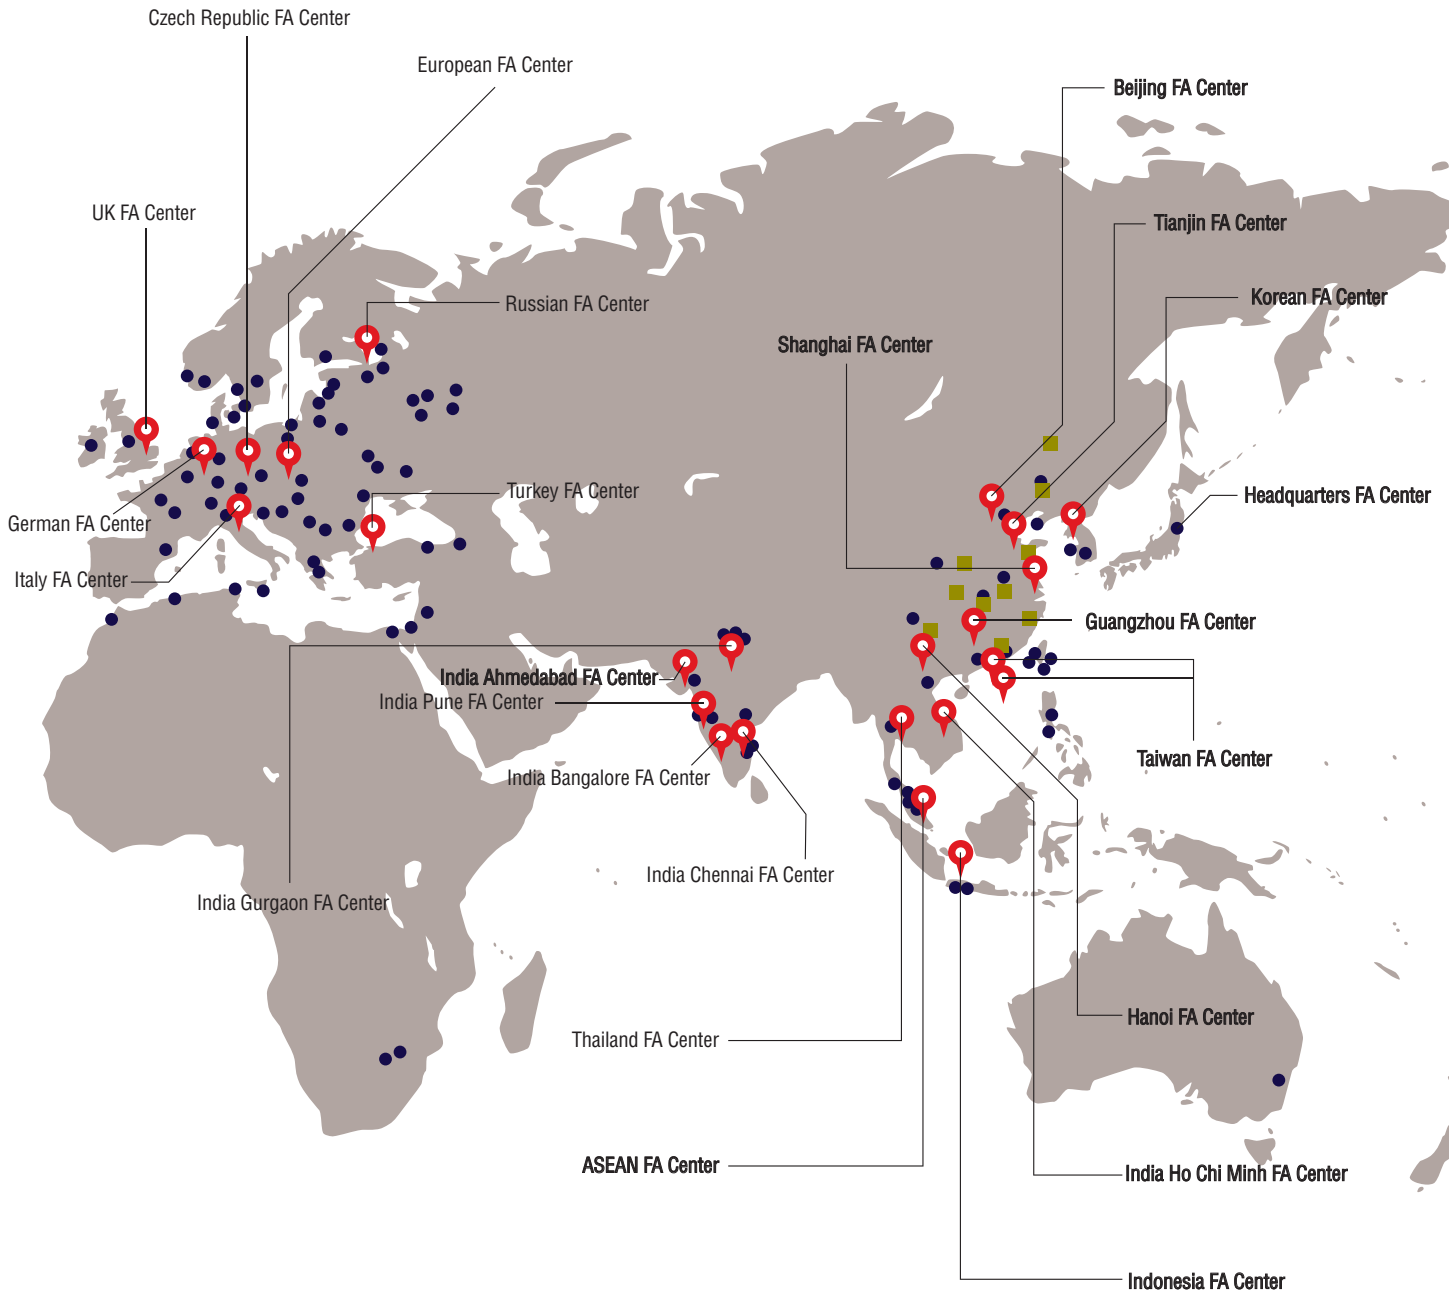 Czech Republic FA Center
European FA Center
Beijing FA Center
UK FA Center
Tianjin FA Center
Korean FA Center
Russian FA Center
Shanghai FA Center
Turkey FA Center
Headquarters FA Center
German FA Center
Italy FA Center
Guangzhou FA Center
India Ahmedabad FA Center
India Pune FA Center
Taiwan FA Center
India Bangalore FA Center
India Chennai FA Center
India Gurgaon FA Center
Hanoi FA Center
Thailand FA Center
ASEAN FA Center
India Ho Chi Minh FA Center
Indonesia FA Center